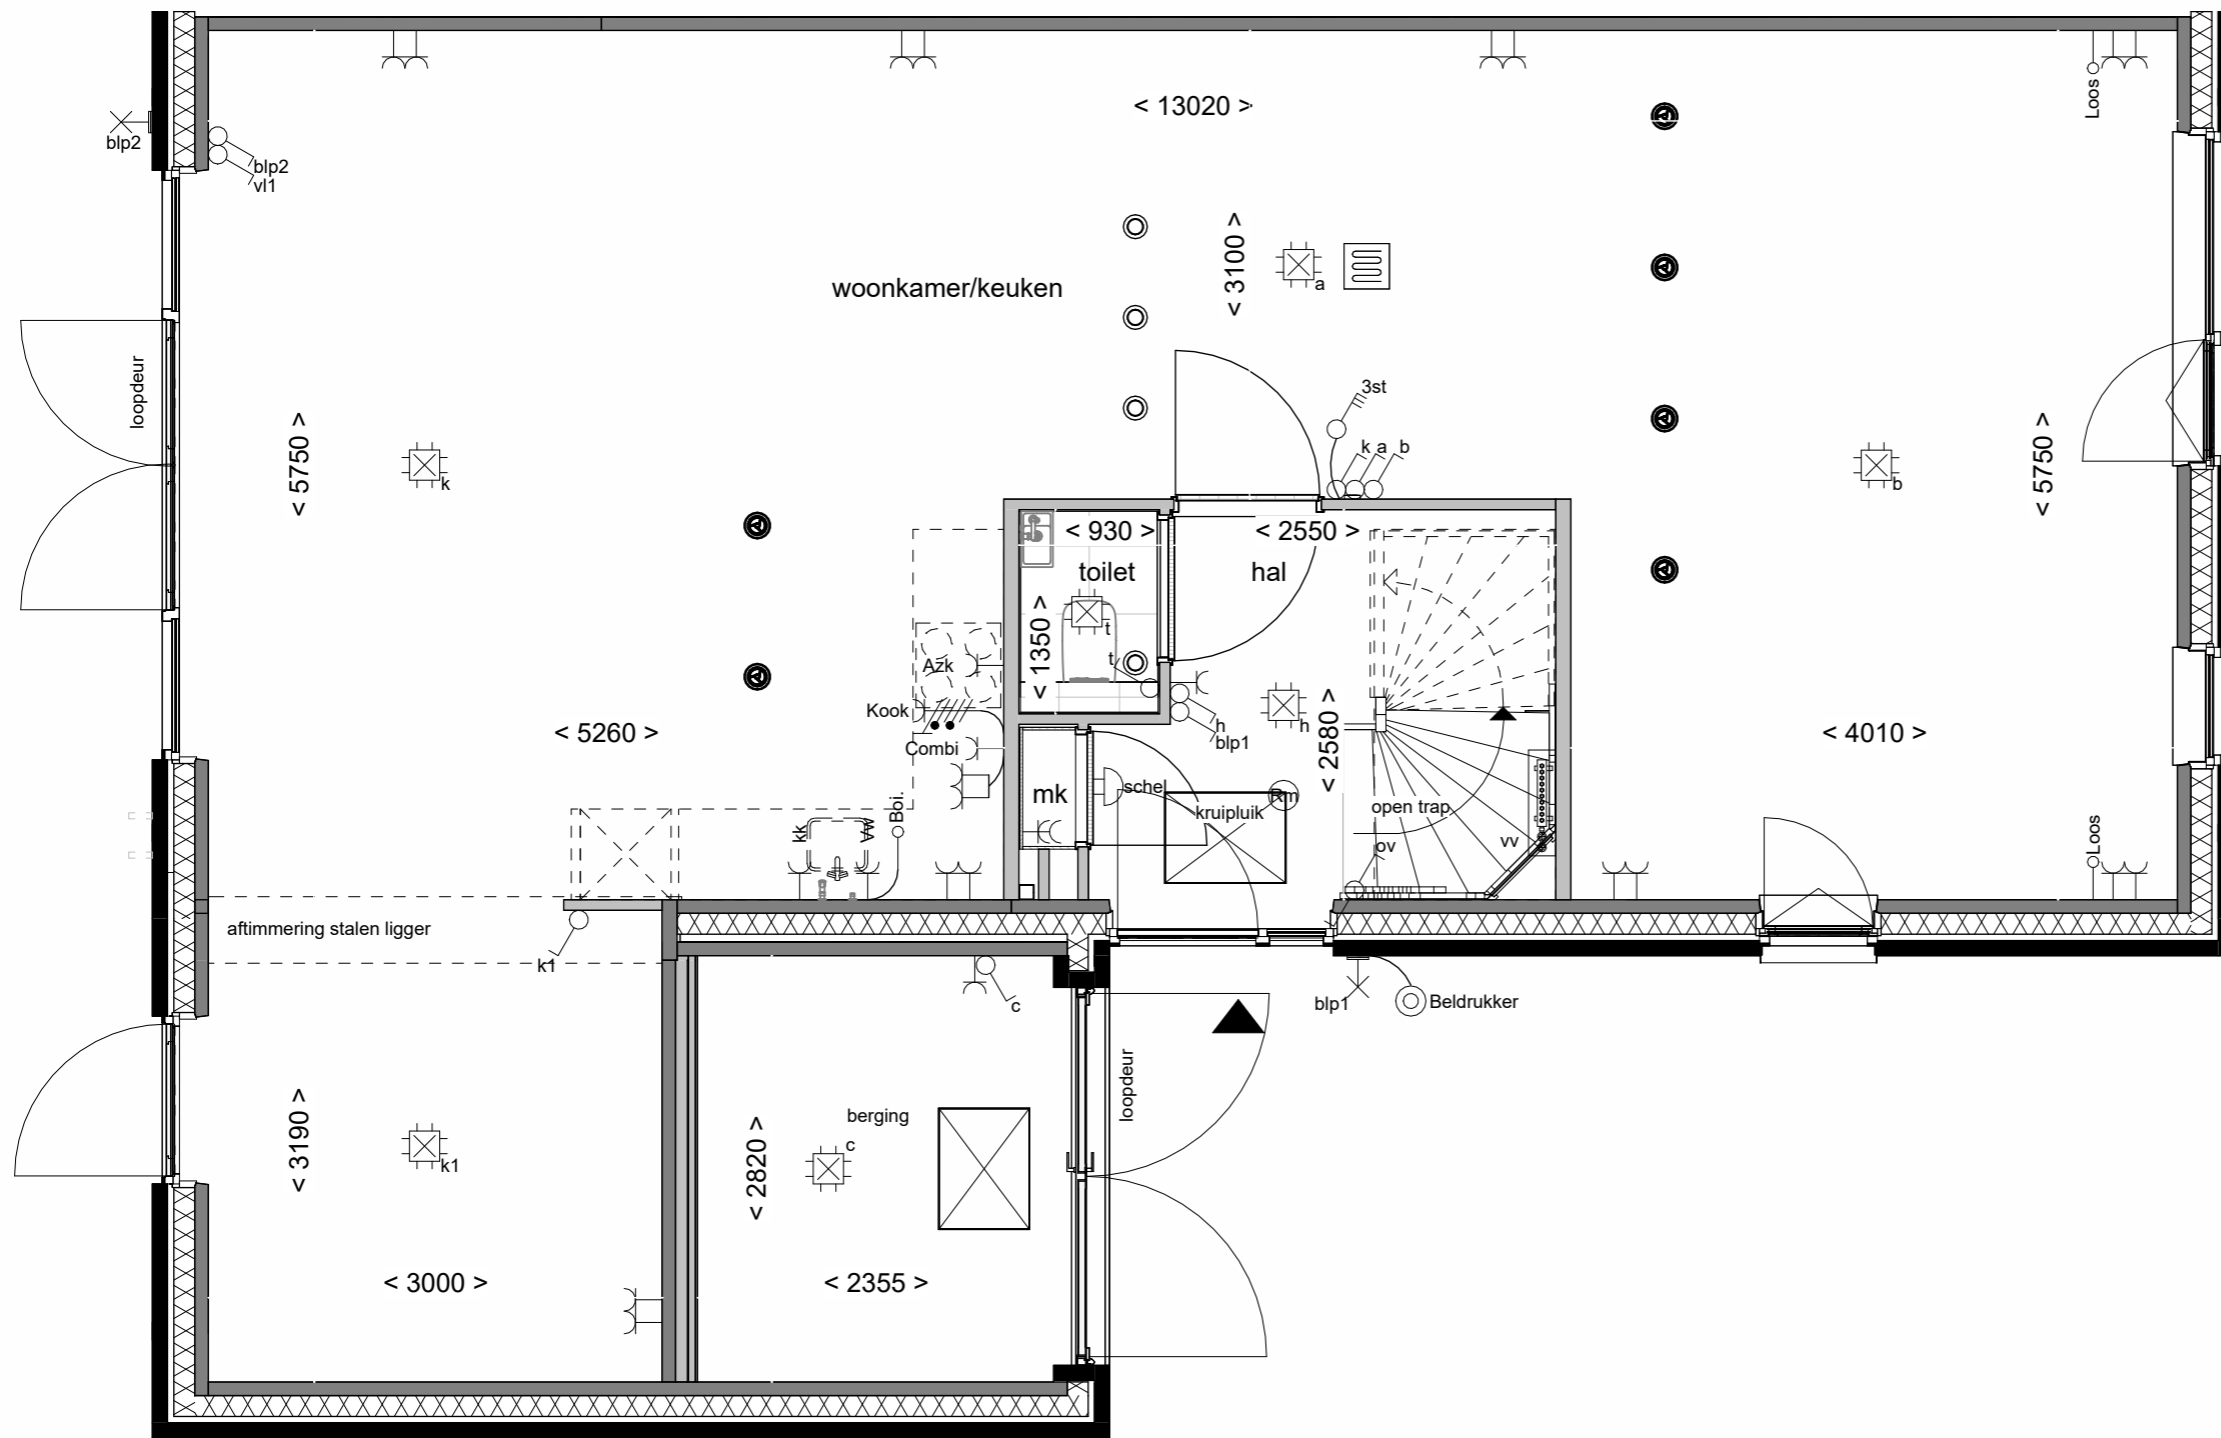 < 13020 >
Loos
blp2
blp2
vl1
< 3100 >
a
woonkamer/keuken
loopdeur
3st
k a b
< 5750 >
k
< 5750 >
b
< 930 >
< 2550 >
toilet
hal
t
< 1350 >
t
Azk
Kook
Combi
h
blp1
h
< 2580 >
< 5260 >
< 4010 >
mk
schel
kruipluik
Rm
open trap
vv
ov
kk
Boi.
Loos
aftimmering stalen ligger
k1
c
blp1
Beldrukker
loopdeur
berging
c
< 3190 >
k1
< 2820 >
< 3000 >
< 2355 >